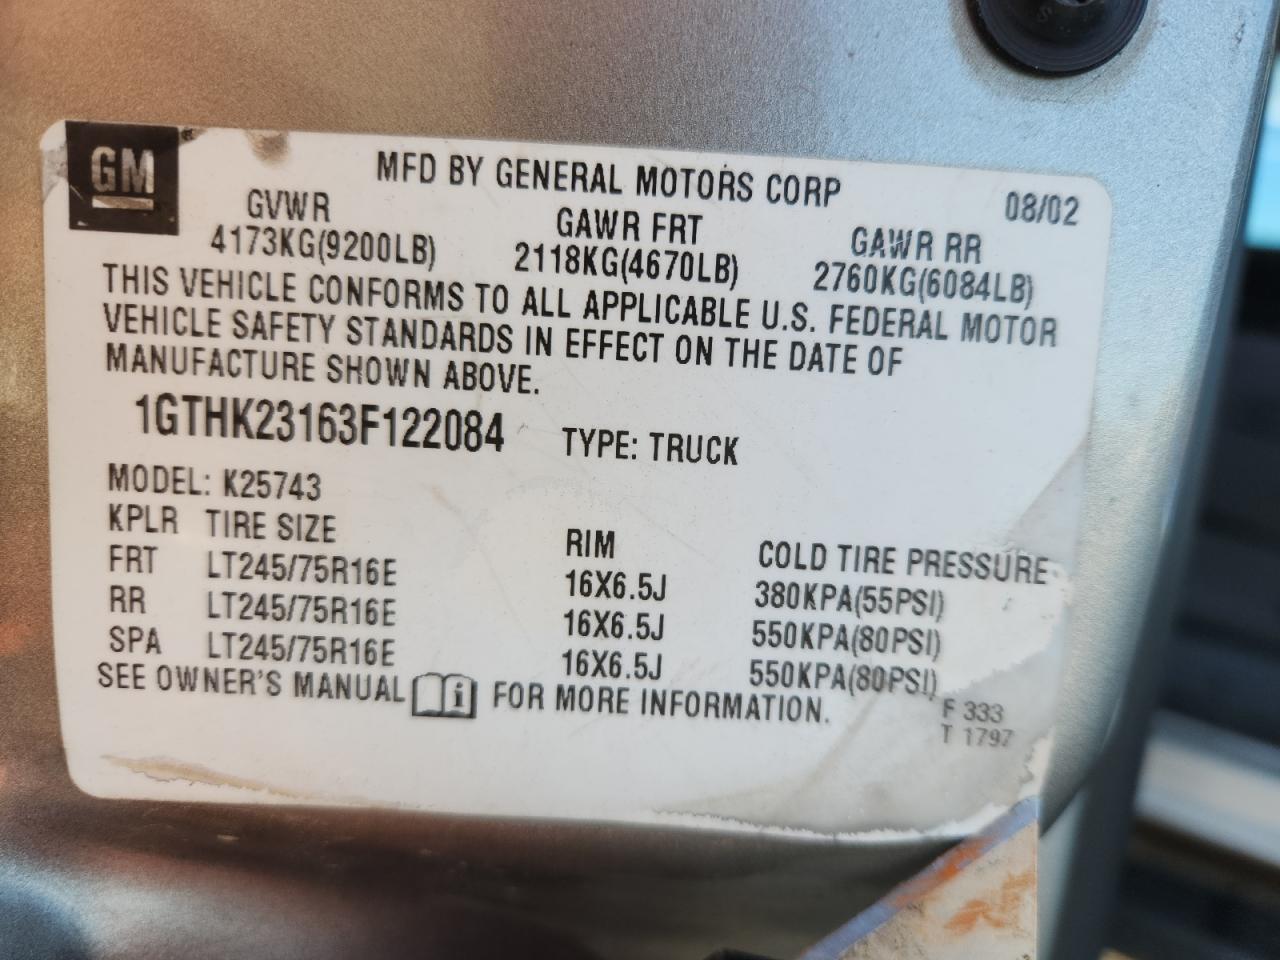 GM
MFD BY GENERAL MOTORS CORP
08/02
GVWR GAWR FRT GAWR RR
4173KG(9200LB) 2118KG(4670LB) 2760KG(6084LB)
THIS VEHICLE CONFORMS TO ALL APPLICABLE U.S. FEDERAL MOTOR
VEHICLE SAFETY STANDARDS IN EFFECT ON THE DATE OF
MANUFACTURE SHOWN ABOVE.
1GTHK23163F122084 TYPE: TRUCK
MODEL: K25743
KPLR TIRE SIZE RIM COLD TIRE PRESSURE
FRT LT245/75R16E 16X6.5J 380KPA(55PSI)
RR LT245/75R16E 16X6.5J 550KPA(80PSI)
SPA LT245/75R16E 16X6.5J 550KPA(80PSI)
SEE OWNER'S MANUAL i FOR MORE INFORMATION.
F 333
T 1797